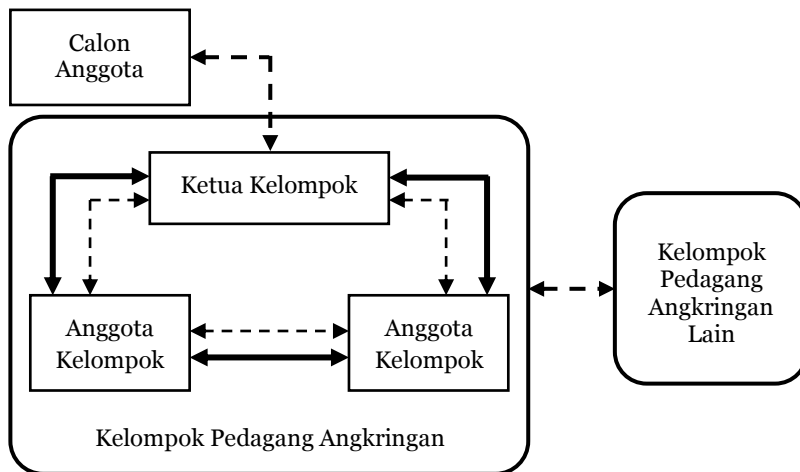 Calon
Anggota
Ketua Kelompok
Anggota
Kelompok
Anggota
Kelompok
Kelompok Pedagang Angkringan
Kelompok
Pedagang
Angkringan
Lain